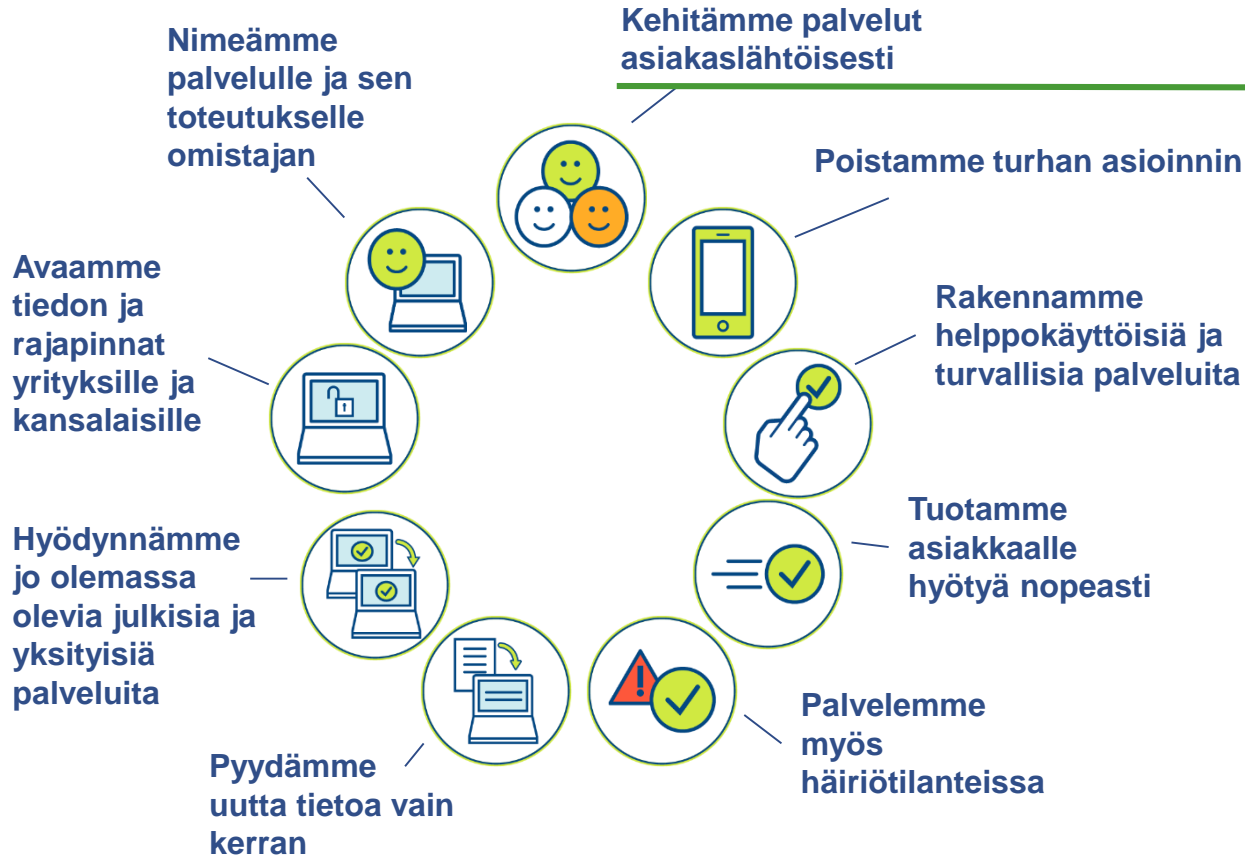 Kehitämme palvelut
asiakaslähtöisesti
Poistamme turhan asioinnin
Rakennamme
helppokäyttöisiä ja
turvallisia palveluita
Tuotamme
asiakkaalle
hyötyä nopeasti
Palvelemme
myös
häiriötilanteissa
Pyydämme
uutta tietoa vain
kerran
Hyödynnämme
jo olemassa
olevia julkisia ja
yksityisiä
palveluita
Avaamme
tiedon ja
rajapinnat
yrityksille ja
kansalaisille
Nimeämme
palvelulle ja sen
toteutukselle
omistajan